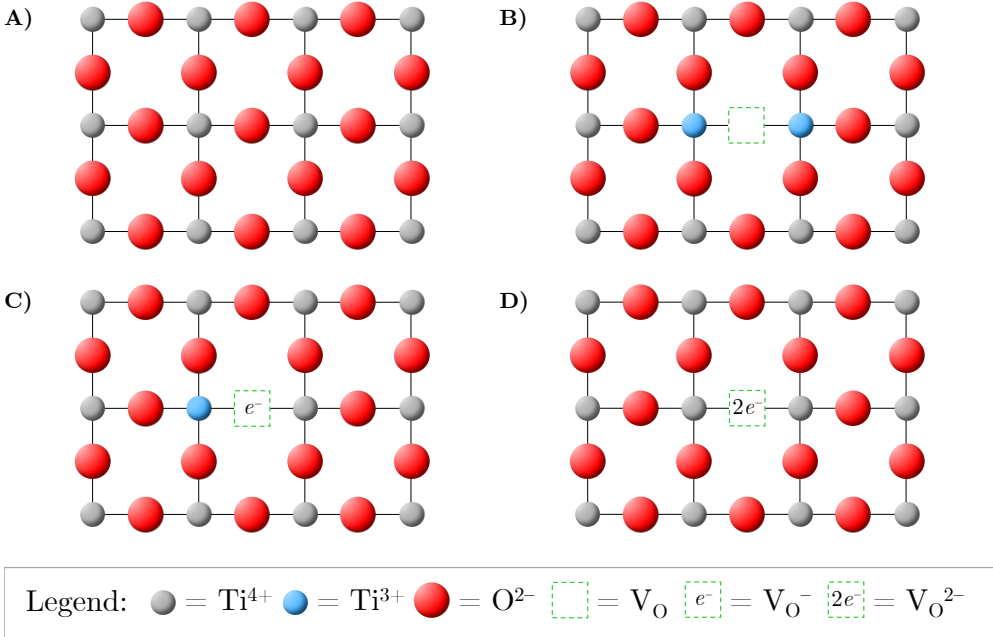 A)
B)
C)
e⁻
D)
2e⁻
Legend: = Ti⁴⁺ = Ti³⁺ = O²⁻ = V_O e⁻ = V_O⁻ 2e⁻ = V_O²⁻